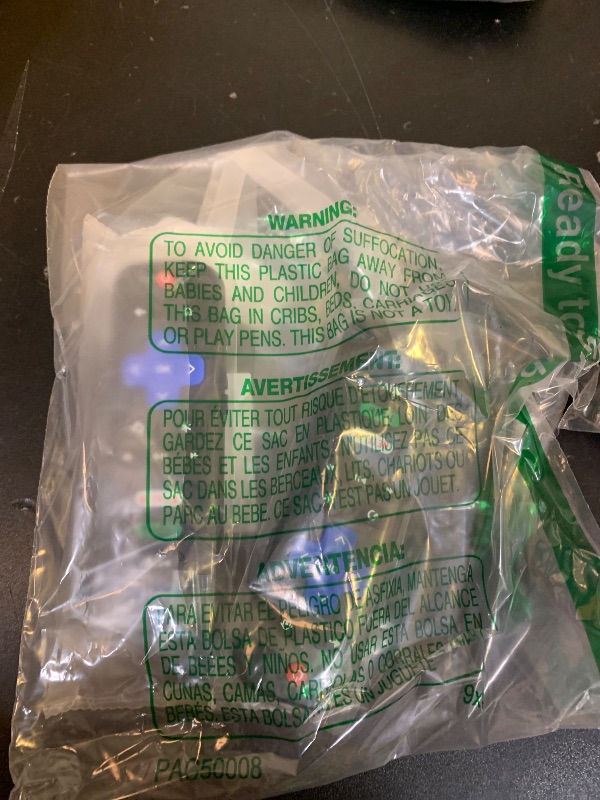 WARNING:
TO AVOID DANGER OF SUFFOCATION,
KEEP THIS PLASTIC BAG AWAY FROM
BABIES AND CHILDREN. DO NOT USE
THIS BAG IN CRIBS, BEDS, CARRIAGES
OR PLAY PENS. THIS BAG IS NOT A TOY.
AVERTISSEMENT:
POUR ÉVITER TOUT RISQUE D'ÉTOUFFEMENT,
GARDEZ CE SAC EN PLASTIQUE LOIN DES
BÉBÉS ET LES ENFANTS. N'UTILISEZ PAS CE
SAC DANS LES BERCEAUX, LITS, CHARIOTS OU
PARC AU BEBE. CE SAC N'EST PAS UN JOUET.
ADVERTENCIA:
PARA EVITAR EL PELIGRO DE ASFIXIA, MANTENGA
ESTA BOLSA DE PLASTICO FUERA DEL ALCANCE
DE BEBES Y NINOS. NO USAR ESTA BOLSA EN
CUNAS, CAMAS, CARRIOLAS O CORRALES
BEBÉS. ESTA BOLSA ES UN JUGUETE.
PAC50008
Ready to